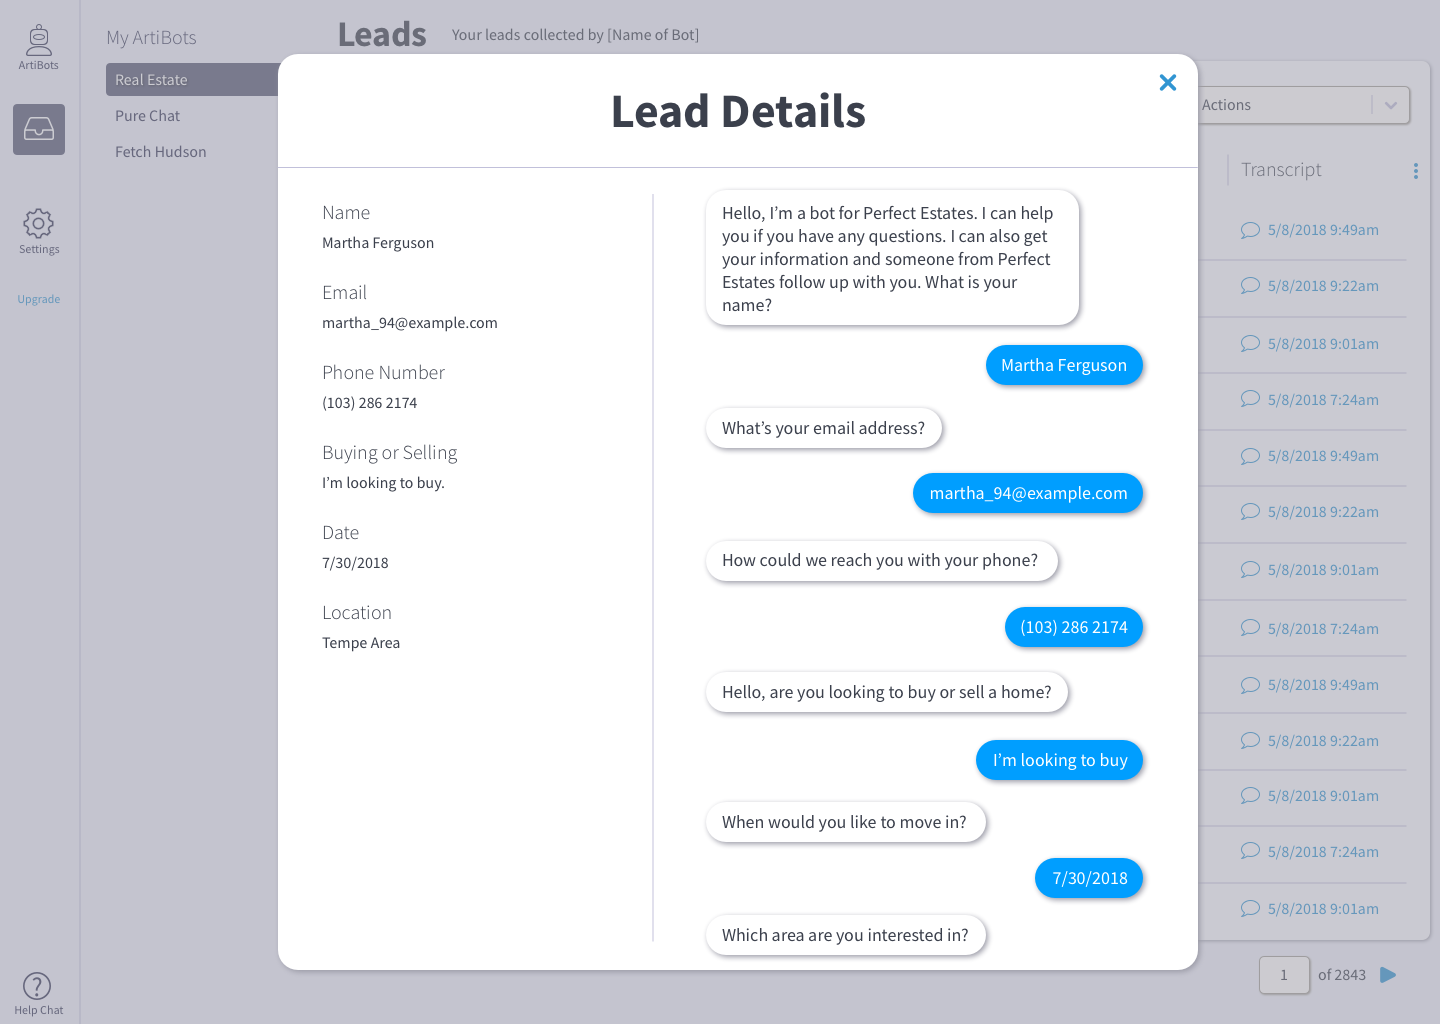 ArtiBots
Settings
Upgrade
Help Chat
My ArtiBots
Real Estate
Pure Chat
Fetch Hudson
Leads
Your leads collected by [Name of Bot]
Lead Details
Name
Martha Ferguson
Email
martha_94@example.com
Phone Number
(103) 286 2174
Buying or Selling
I’m looking to buy.
Date
7/30/2018
Location
Tempe Area
Hello, I’m a bot for Perfect Estates. I can help
you if you have any questions. I can also get
your information and someone from Perfect
Estates follow up with you. What is your
name?
Martha Ferguson
What’s your email address?
martha_94@example.com
How could we reach you with your phone?
(103) 286 2174
Hello, are you looking to buy or sell a home?
I’m looking to buy
When would you like to move in?
7/30/2018
Which area are you interested in?
Actions
Transcript
5/8/2018 9:49am
5/8/2018 9:22am
5/8/2018 9:01am
5/8/2018 7:24am
5/8/2018 9:49am
5/8/2018 9:22am
5/8/2018 9:01am
5/8/2018 7:24am
5/8/2018 9:49am
5/8/2018 9:22am
5/8/2018 9:01am
5/8/2018 7:24am
5/8/2018 9:01am
1 of 2843